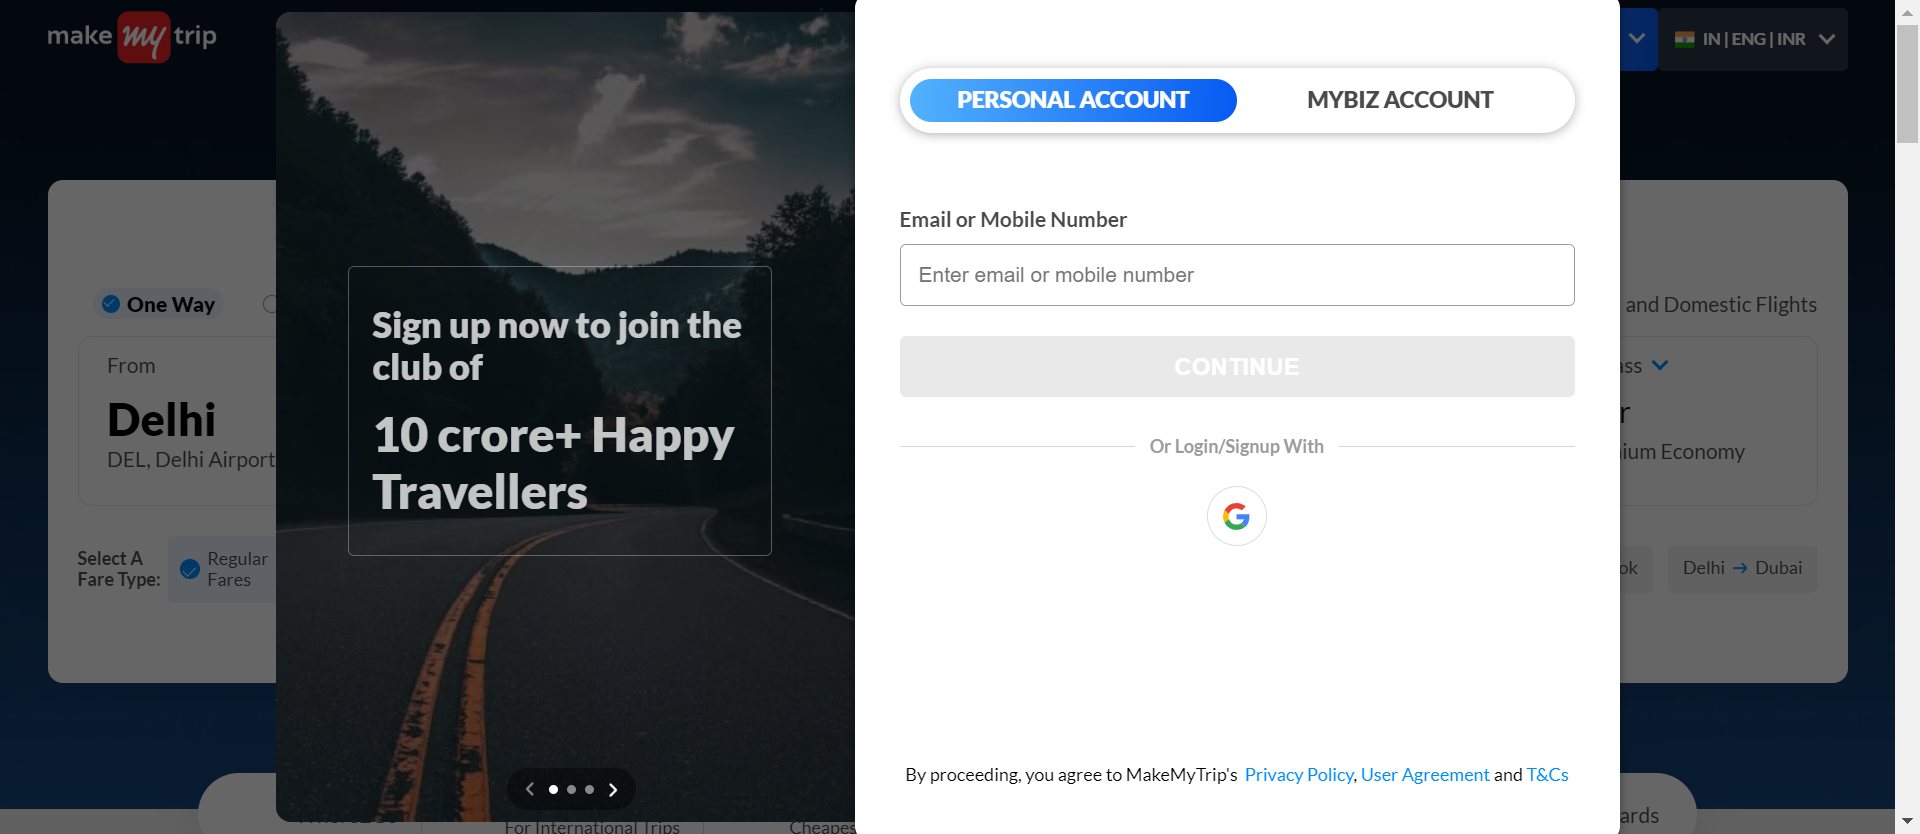 make my trip
IN | ENG | INR
PERSONAL ACCOUNT
MYBIZ ACCOUNT
Email or Mobile Number
Enter email or mobile number
CONTINUE
Or Login/Signup With
By proceeding, you agree to MakeMyTrip's Privacy Policy, User Agreement and T&Cs
Sign up now to join the
club of
10 crore+ Happy
Travellers
One Way
From
Delhi
DEL, Delhi Airport
Select A
Fare Type:
Regular
Fares
and Domestic Flights
ass
r
ium Economy
ok
Delhi → Dubai
For International Trips
Cheapes
ards